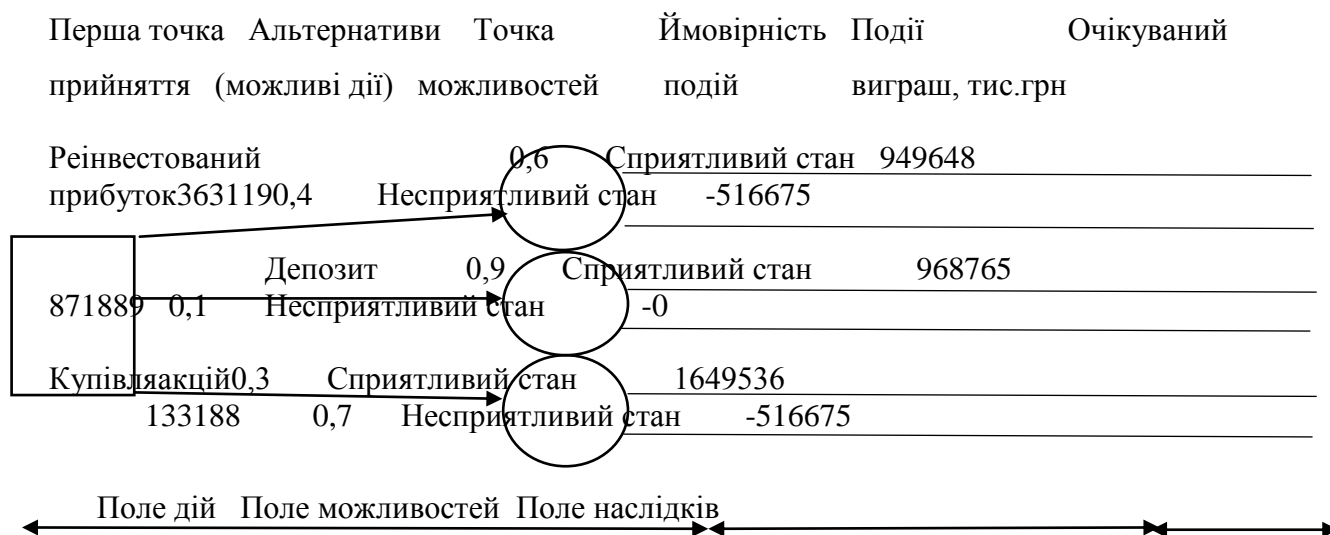 Перша точка Альтернативи Точка Ймовірність Події Очікуваний
прийняття (можливі дії) можливостей подій виграш, тис.грн
Реінвестований 0,6 Сприятливий стан 949648
прибуток3631190,4 Несприятливий стан -516675
Депозит 0,9 Сприятливий стан 968765
871889 0,1 Несприятливий стан -0
Купівляакцій0,3 Сприятливий стан 1649536
133188 0,7 Несприятливий стан -516675
Поле дій Поле можливостей Поле наслідків